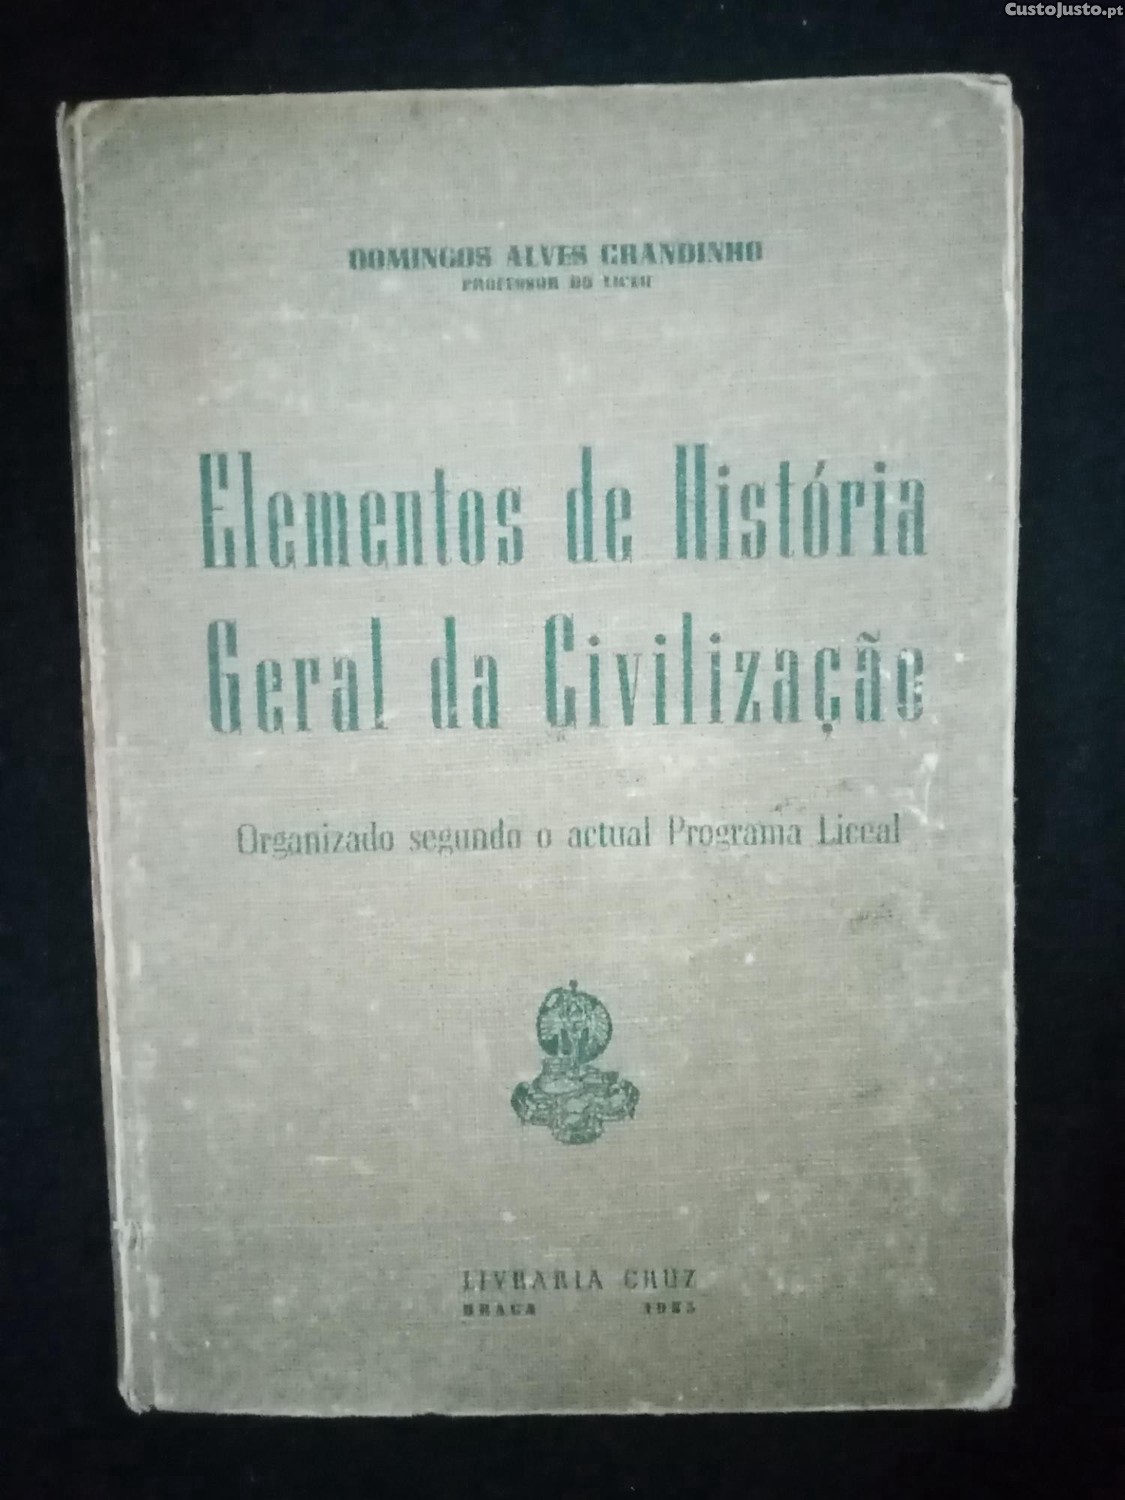 CustoJusto.pt
DOMINGOS ALVES GRANDINHO
PROFESSOR DO LICEU
Elementos de História
Geral da Civilização
Organizado segundo o actual Programa Liceal
LIVRARIA CRUZ
BRAGA